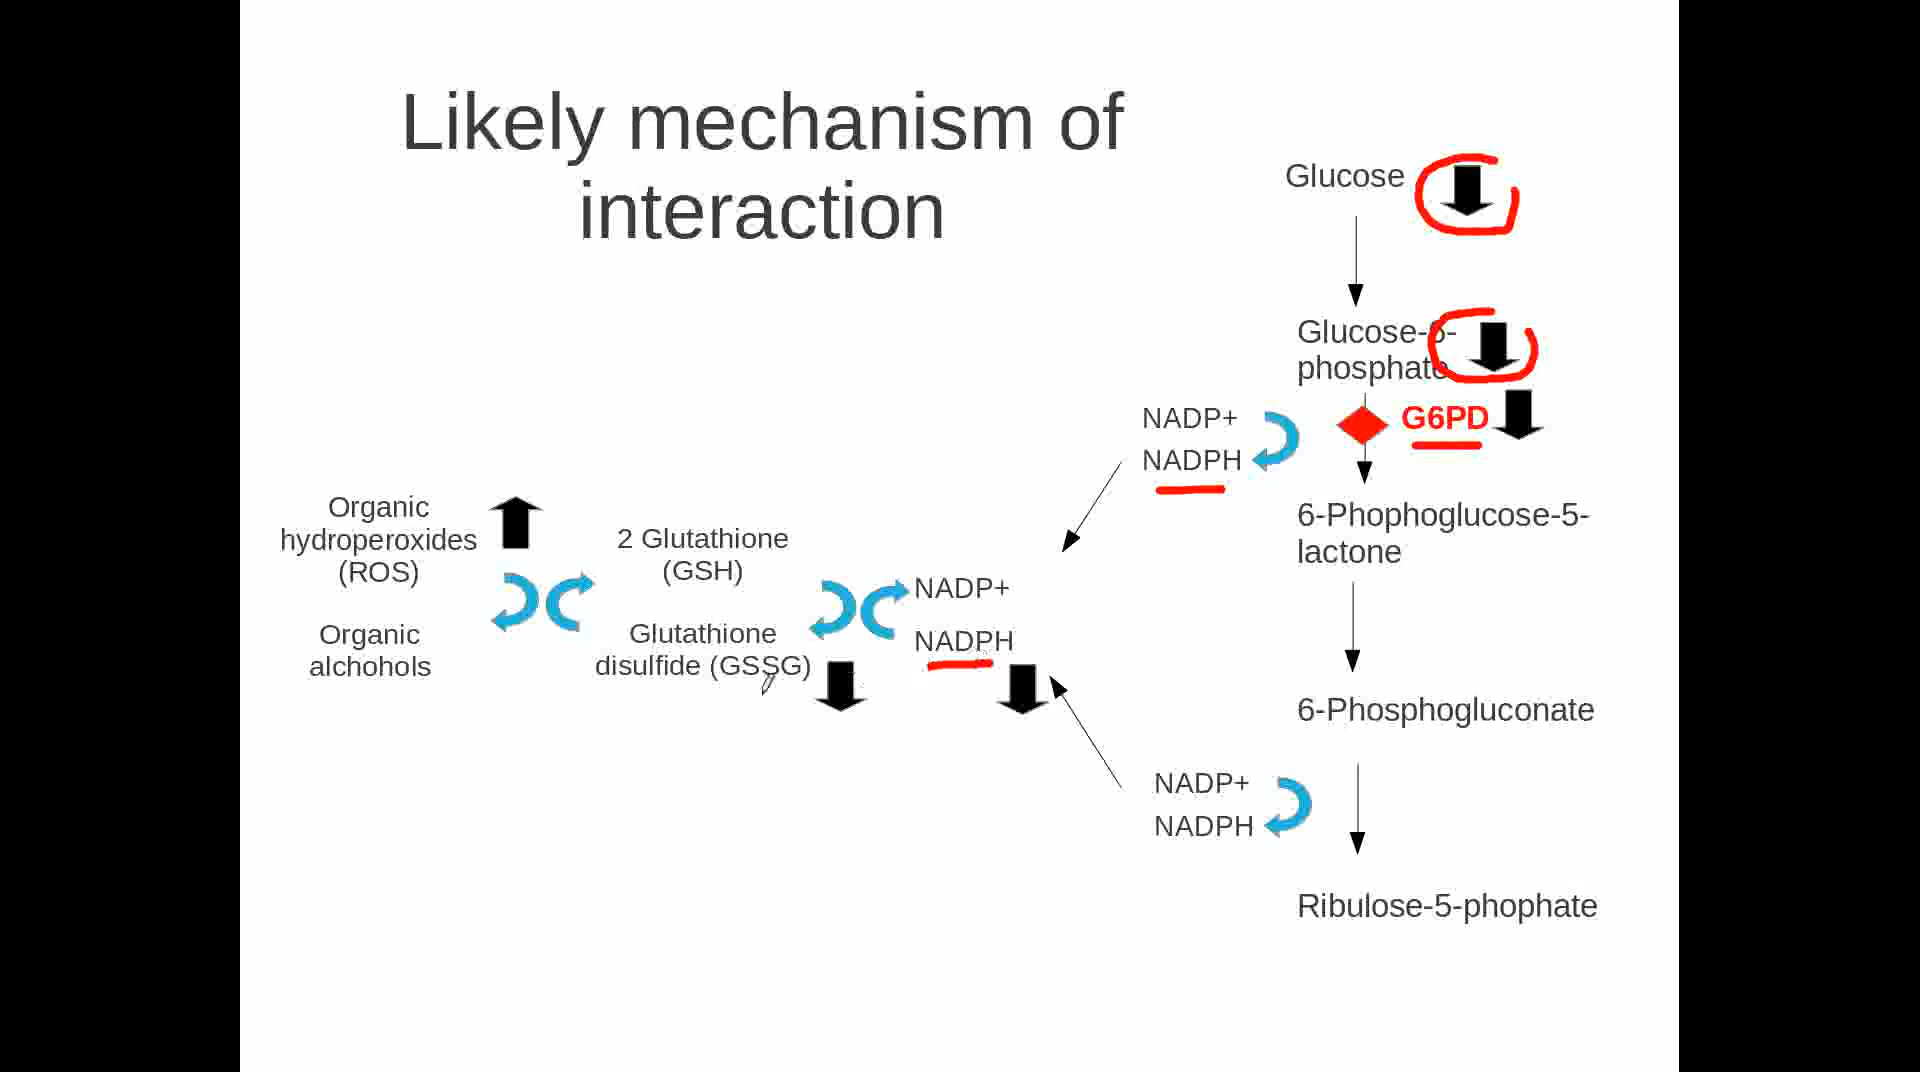 Likely mechanism of
interaction
Glucose
Glucose-6-
phosphate
NADP+
G6PD
NADPH
6-Phophoglucose-5-
lactone
Organic
hydroperoxides
(ROS)
2 Glutathione
(GSH)
NADP+
Organic
alchohols
Glutathione
disulfide (GSSG)
NADPH
6-Phosphogluconate
NADP+
NADPH
Ribulose-5-phophate